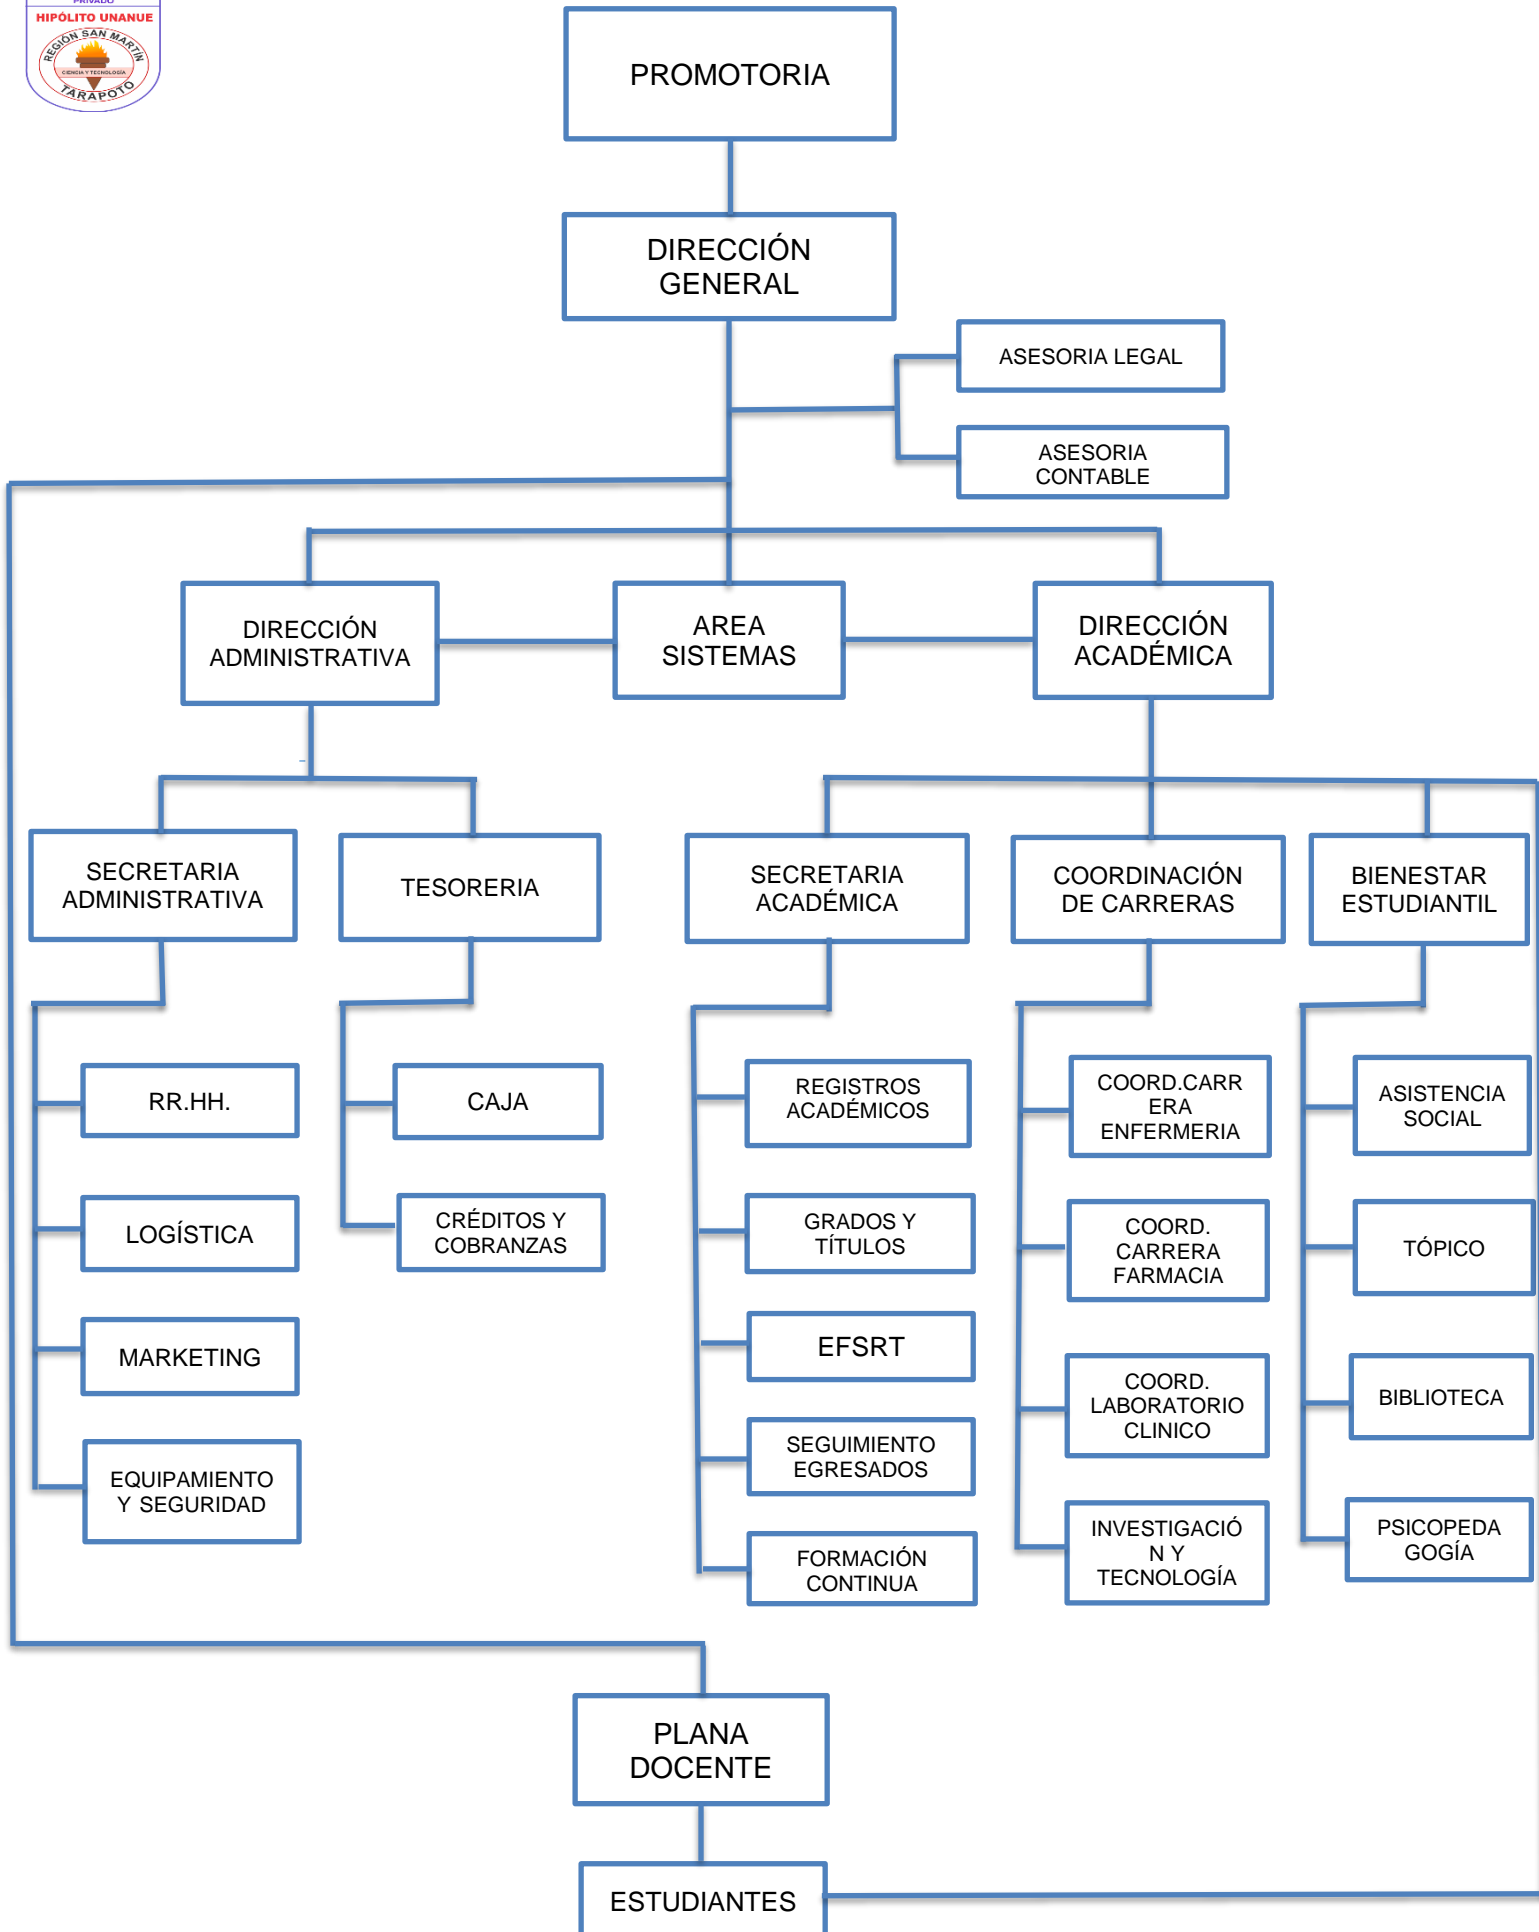 PRIVADO
HIPÓLITO UNANUE
REGIÓN SAN MARTÍN
CIENCIA Y TECNOLOGÍA
TARAPOTO
PROMOTORIA
DIRECCIÓN
GENERAL
ASESORIA LEGAL
ASESORIA
CONTABLE
DIRECCIÓN
ADMINISTRATIVA
AREA
SISTEMAS
DIRECCIÓN
ACADÉMICA
SECRETARIA
ADMINISTRATIVA
TESORERIA
SECRETARIA
ACADÉMICA
COORDINACIÓN
DE CARRERAS
BIENESTAR
ESTUDIANTIL
RR.HH.
LOGÍSTICA
MARKETING
EQUIPAMIENTO
Y SEGURIDAD
CAJA
CRÉDITOS Y
COBRANZAS
REGISTROS
ACADÉMICOS
GRADOS Y
TÍTULOS
EFSRT
SEGUIMIENTO
EGRESADOS
FORMACIÓN
CONTINUA
COORD.CARR
ERA
ENFERMERIA
COORD.
CARRERA
FARMACIA
COORD.
LABORATORIO
CLINICO
INVESTIGACIÓ
N Y
TECNOLOGÍA
ASISTENCIA
SOCIAL
TÓPICO
BIBLIOTECA
PSICOPEDA
GOGÍA
PLANA
DOCENTE
ESTUDIANTES